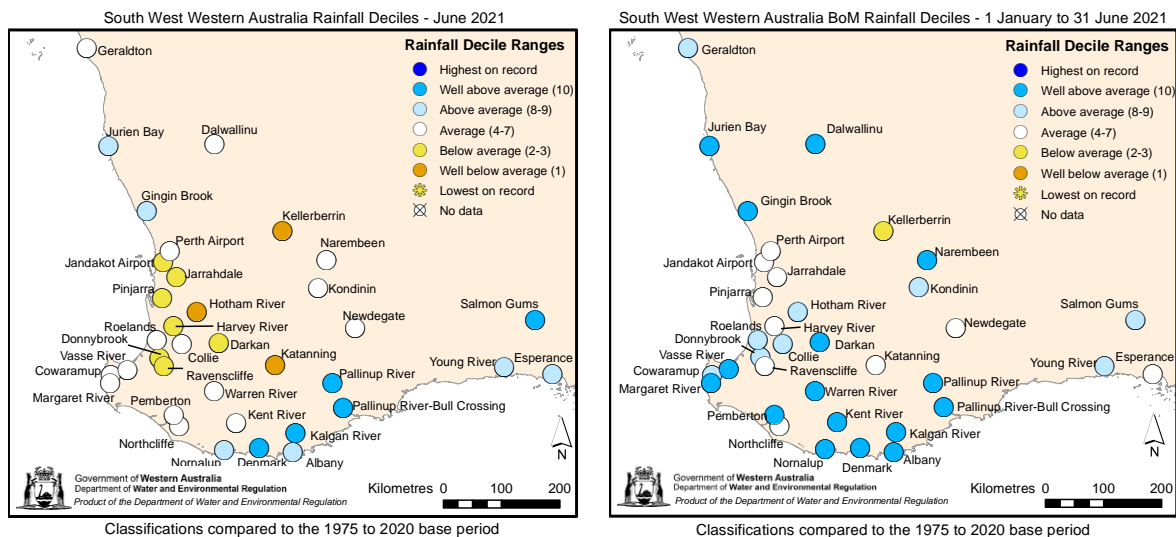 South West Western Australia Rainfall Deciles - June 2021
Rainfall Decile Ranges
Highest on record
Well above average (10)
Above average (8-9)
Average (4-7)
Below average (2-3)
Well below average (1)
Lowest on record
No data
Geraldton
Jurien Bay
Dalwallinu
Gingin Brook
Kellerberrin
Perth Airport
Narembeen
Jandakot Airport
Jarrahdale
Pinjarra
Kondinin
Hotham River
Salmon Gums
Roelands
Harvey River
Newdegate
Donnybrook
Darkan
Vasse River
Collie
Katanning
Young River
Esperance
Cowaramup
Ravenscliffe
Pallinup River
Margaret River
Warren River
Pemberton
Pallinup River-Bull Crossing
Kent River
Northcliffe
Kalgan River
Nornalup
Denmark
Albany
N
Government of Western Australia
Department of Water and Environmental Regulation
Product of the Department of Water and Environmental Regulation
Kilometres
0 100 200
Classifications compared to the 1975 to 2020 base period
South West Western Australia BoM Rainfall Deciles - 1 January to 31 June 2021
Rainfall Decile Ranges
Highest on record
Well above average (10)
Above average (8-9)
Average (4-7)
Below average (2-3)
Well below average (1)
Lowest on record
No data
Geraldton
Jurien Bay
Dalwallinu
Gingin Brook
Kellerberrin
Perth Airport
Narembeen
Jandakot Airport
Jarrahdale
Pinjarra
Kondinin
Hotham River
Salmon Gums
Roelands
Harvey River
Newdegate
Donnybrook
Darkan
Vasse River
Collie
Katanning
Young River
Esperance
Cowaramup
Ravenscliffe
Margaret River
Pallinup River
Warren River
Pemberton
Pallinup River-Bull Crossing
Kent River
Northcliffe
Kalgan River
Nornalup
Denmark
Albany
N
Government of Western Australia
Department of Water and Environmental Regulation
Product of the Department of Water and Environmental Regulation
Kilometres
0 100 200
Classifications compared to the 1975 to 2020 base period